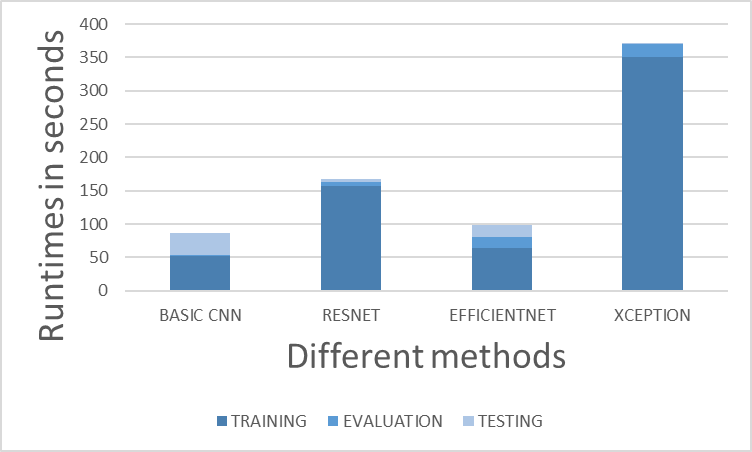 Runtimes in seconds
400
350
300
250
200
150
100
50
0
BASIC CNN RESNET EFFICIENTNET XCEPTION
Different methods
TRAINING EVALUATION TESTING